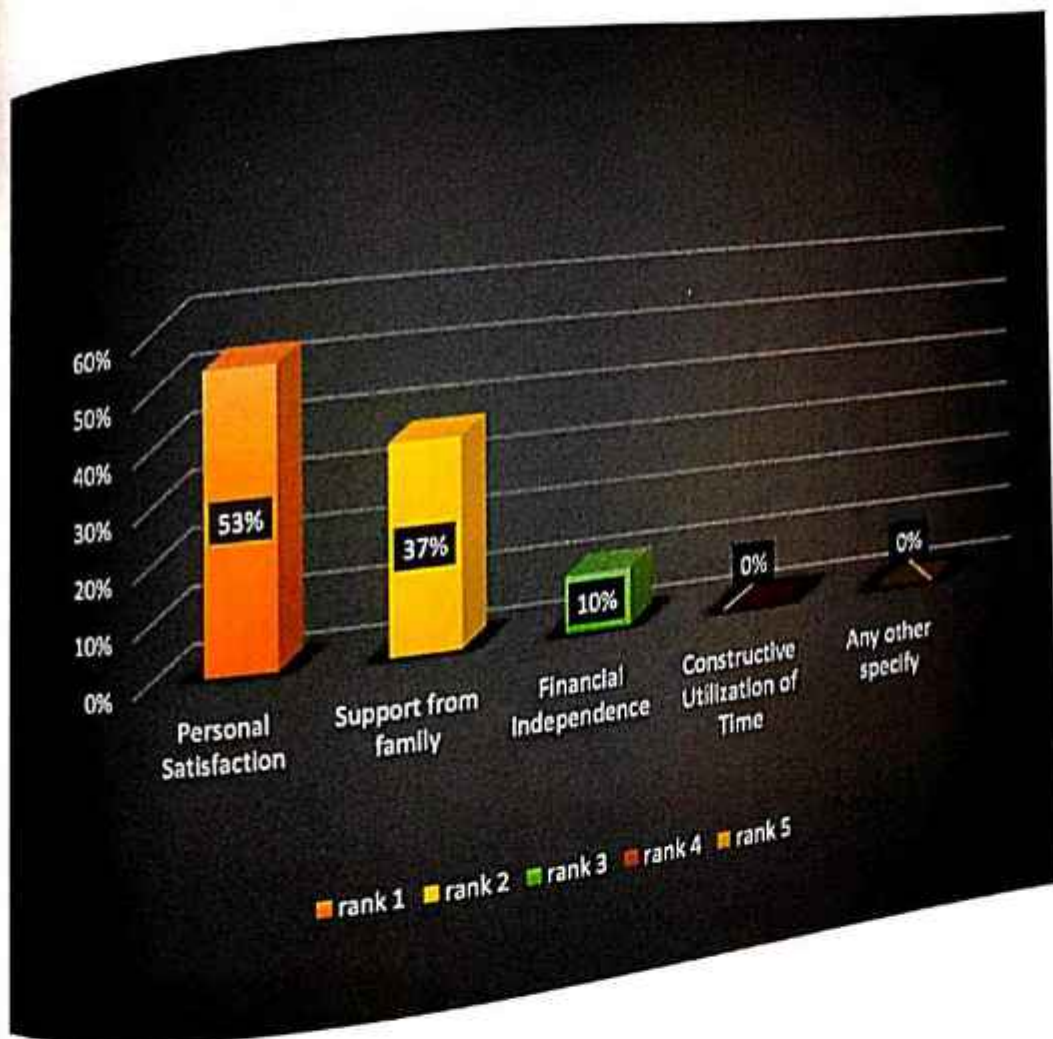 60%
50%
40%
30%
20%
10%
0%
53%
37%
10%
0%
0%
Personal
Satisfaction
Support from
family
Financial
Independence
Constructive
Utilization of
Time
Any other
specify
rank 1 rank 2 rank 3 rank 4 rank 5